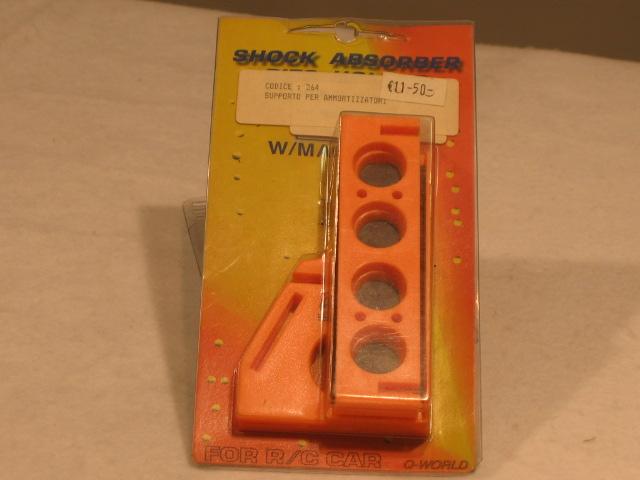 SHOCK ABSORBER
CODICE : 264
SUPPORTO PER AMMORTIZZATORI
€11-50=
W/MA
FOR R/C CAR
Q-WORLD